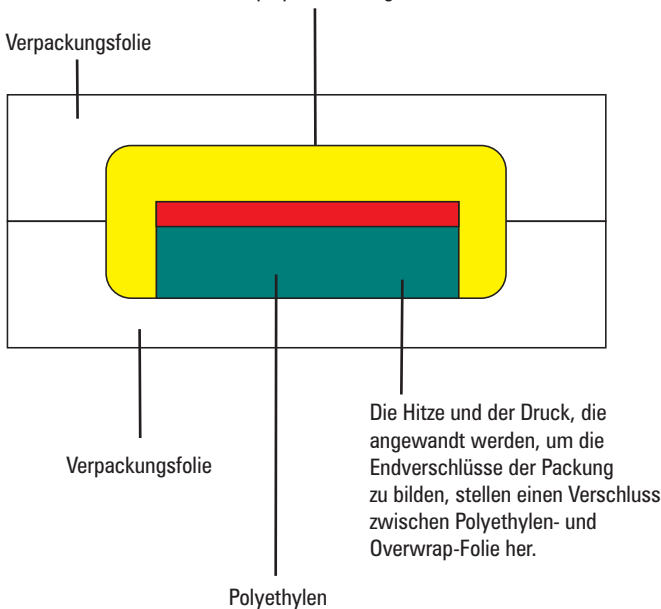 Verpackungsfolie
Verpackungsfolie
Die Hitze und der Druck, die
angewandt werden, um die
Endverschlüsse der Packung
zu bilden, stellen einen Verschluss
zwischen Polyethylen- und
Overwrap-Folie her.
Polyethylen